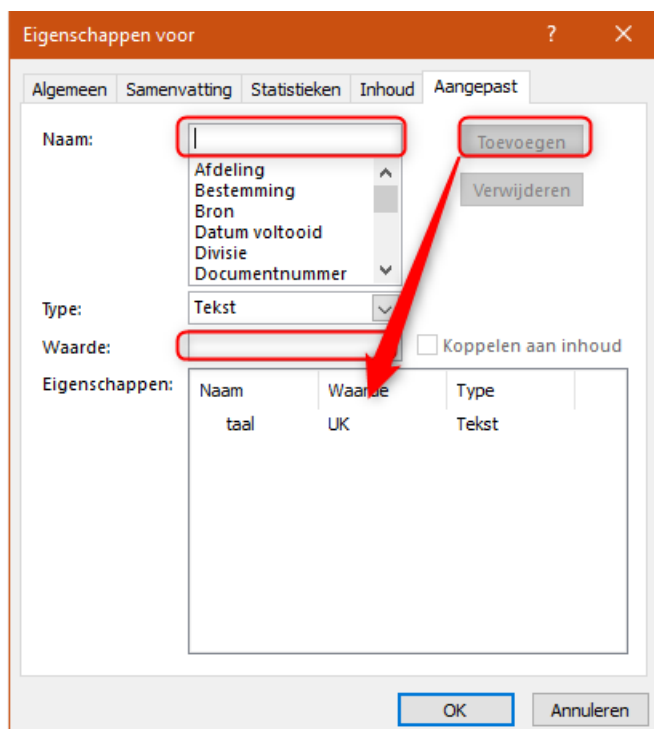 Eigenschappen voor ? ×
Algemeen Samenvatting Statistieken Inhoud Aangepast
Naam: Toevoegen
Afdeling
Bestemming Verwijderen
Bron
Datum voltooid
Divisie
Documentnummer
Type: Tekst
Waarde: Koppelen aan inhoud
Eigenschappen: Naam Waarde Type
taal UK Tekst
OK Annuleren